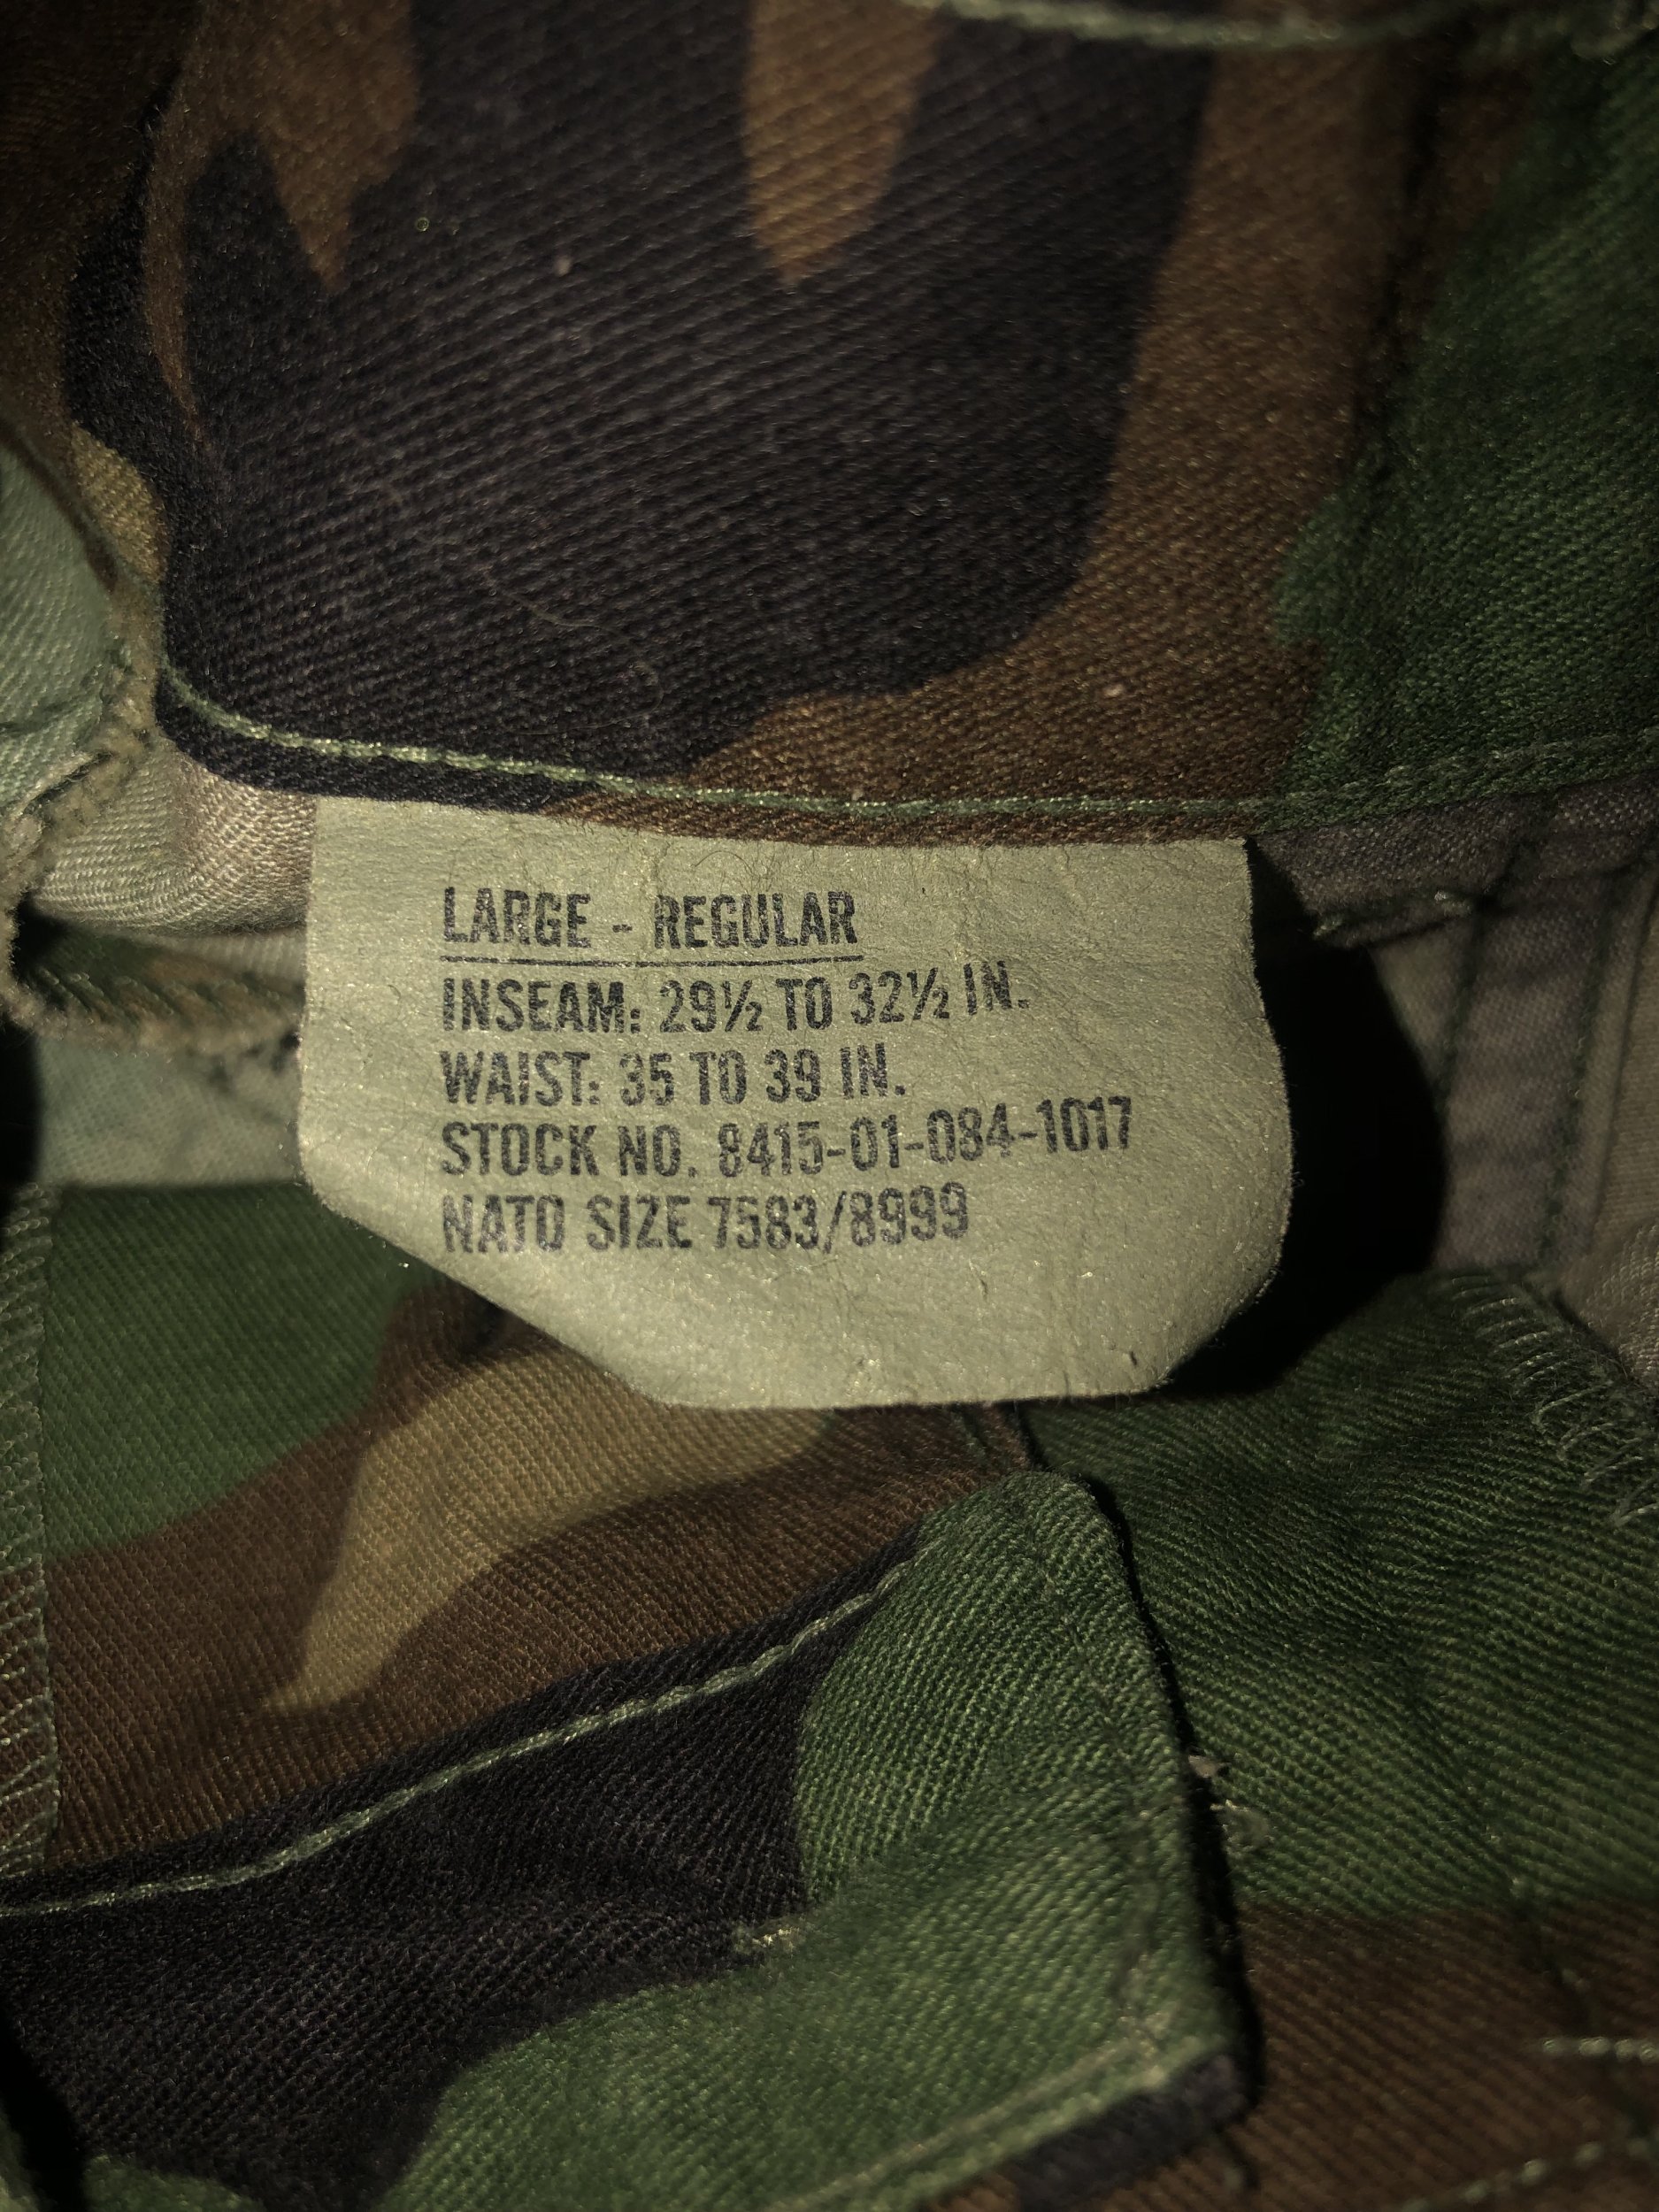 LARGE - REGULAR
INSEAM: 29½ TO 32½ IN.
WAIST: 35 TO 39 IN.
STOCK NO. 8415-01-084-1017
NATO SIZE 7583/8999